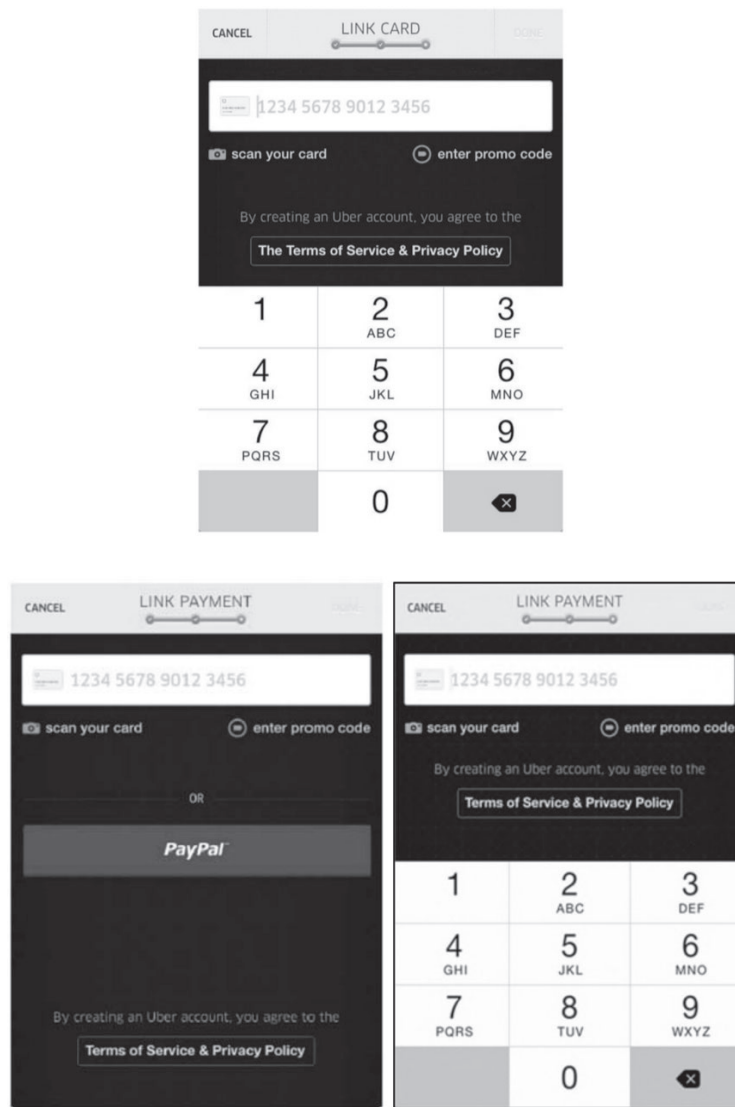 CANCEL LINK CARD DONE
1234 5678 9012 3456
scan your card enter promo code
By creating an Uber account, you agree to the
The Terms of Service & Privacy Policy
1 2 3
ABC DEF
4 5 6
GHI JKL MNO
7 8 9
PQRS TUV WXYZ
0
CANCEL LINK PAYMENT DONE
1234 5678 9012 3456
scan your card enter promo code
OR
PayPal
By creating an Uber account, you agree to the
Terms of Service & Privacy Policy
CANCEL LINK PAYMENT DONE
1234 5678 9012 3456
scan your card enter promo code
By creating an Uber account, you agree to the
Terms of Service & Privacy Policy
1 2 3
ABC DEF
4 5 6
GHI JKL MNO
7 8 9
PQRS TUV WXYZ
0